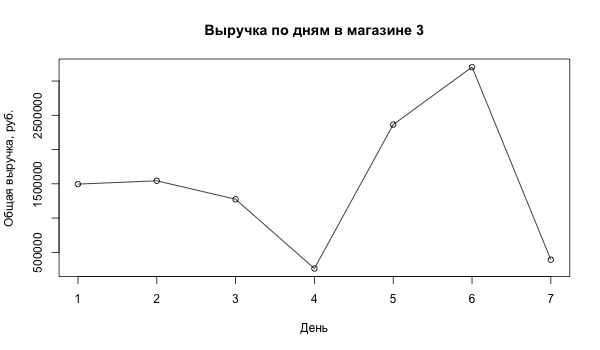 Выручка по дням в магазине 3
Общая выручка, руб.
2500000
1500000
500000
1 2 3 4 5 6 7
День